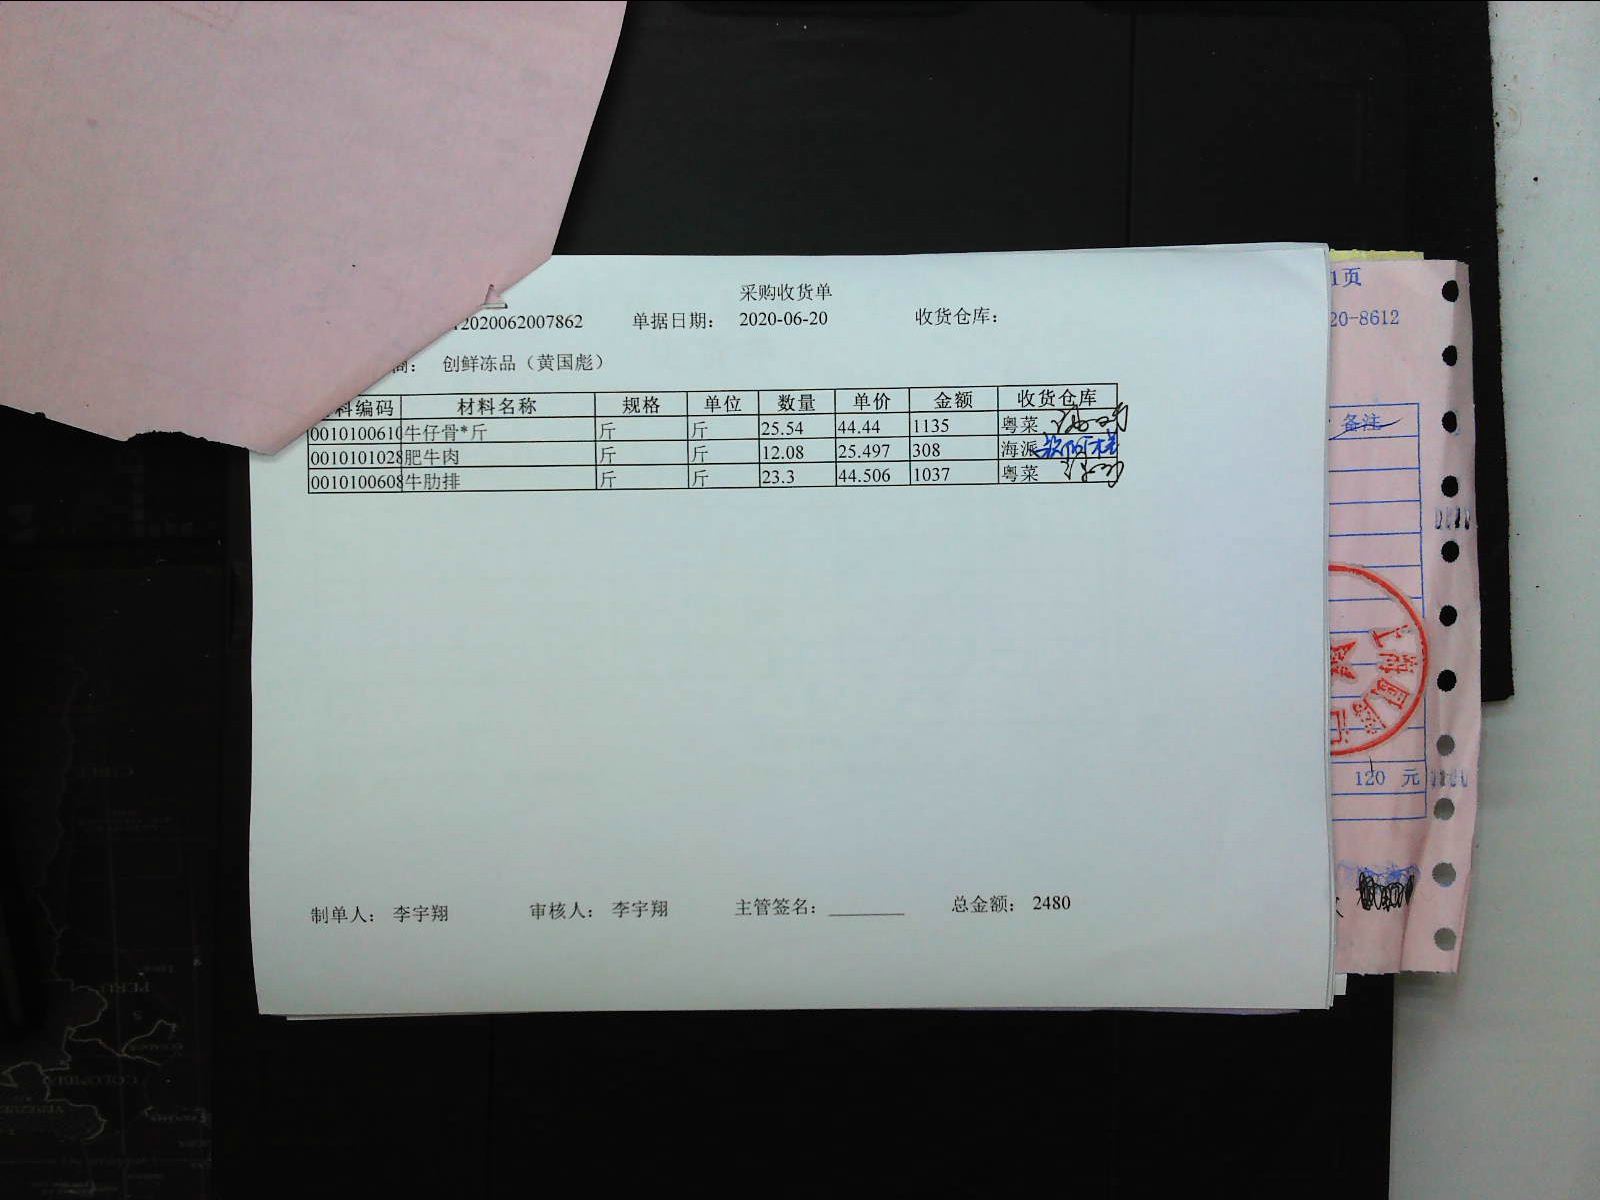 采购收货单
12020062007862 单据日期： 2020-06-20 收货仓库：
商： 创鲜冻品（黄国彪）
料编码 材料名称 规格 单位 数量 单价 金额 收货仓库
0010100610 牛仔骨*斤 斤 斤 25.54 44.44 1135 粤菜
0010101028 肥牛肉 斤 斤 12.08 25.497 308 海派
0010100608 牛肋排 斤 斤 23.3 44.506 1037 粤菜
制单人： 李宇翔 审核人： 李宇翔 主管签名： 总金额： 2480
1页
20-8612
备注
120 元